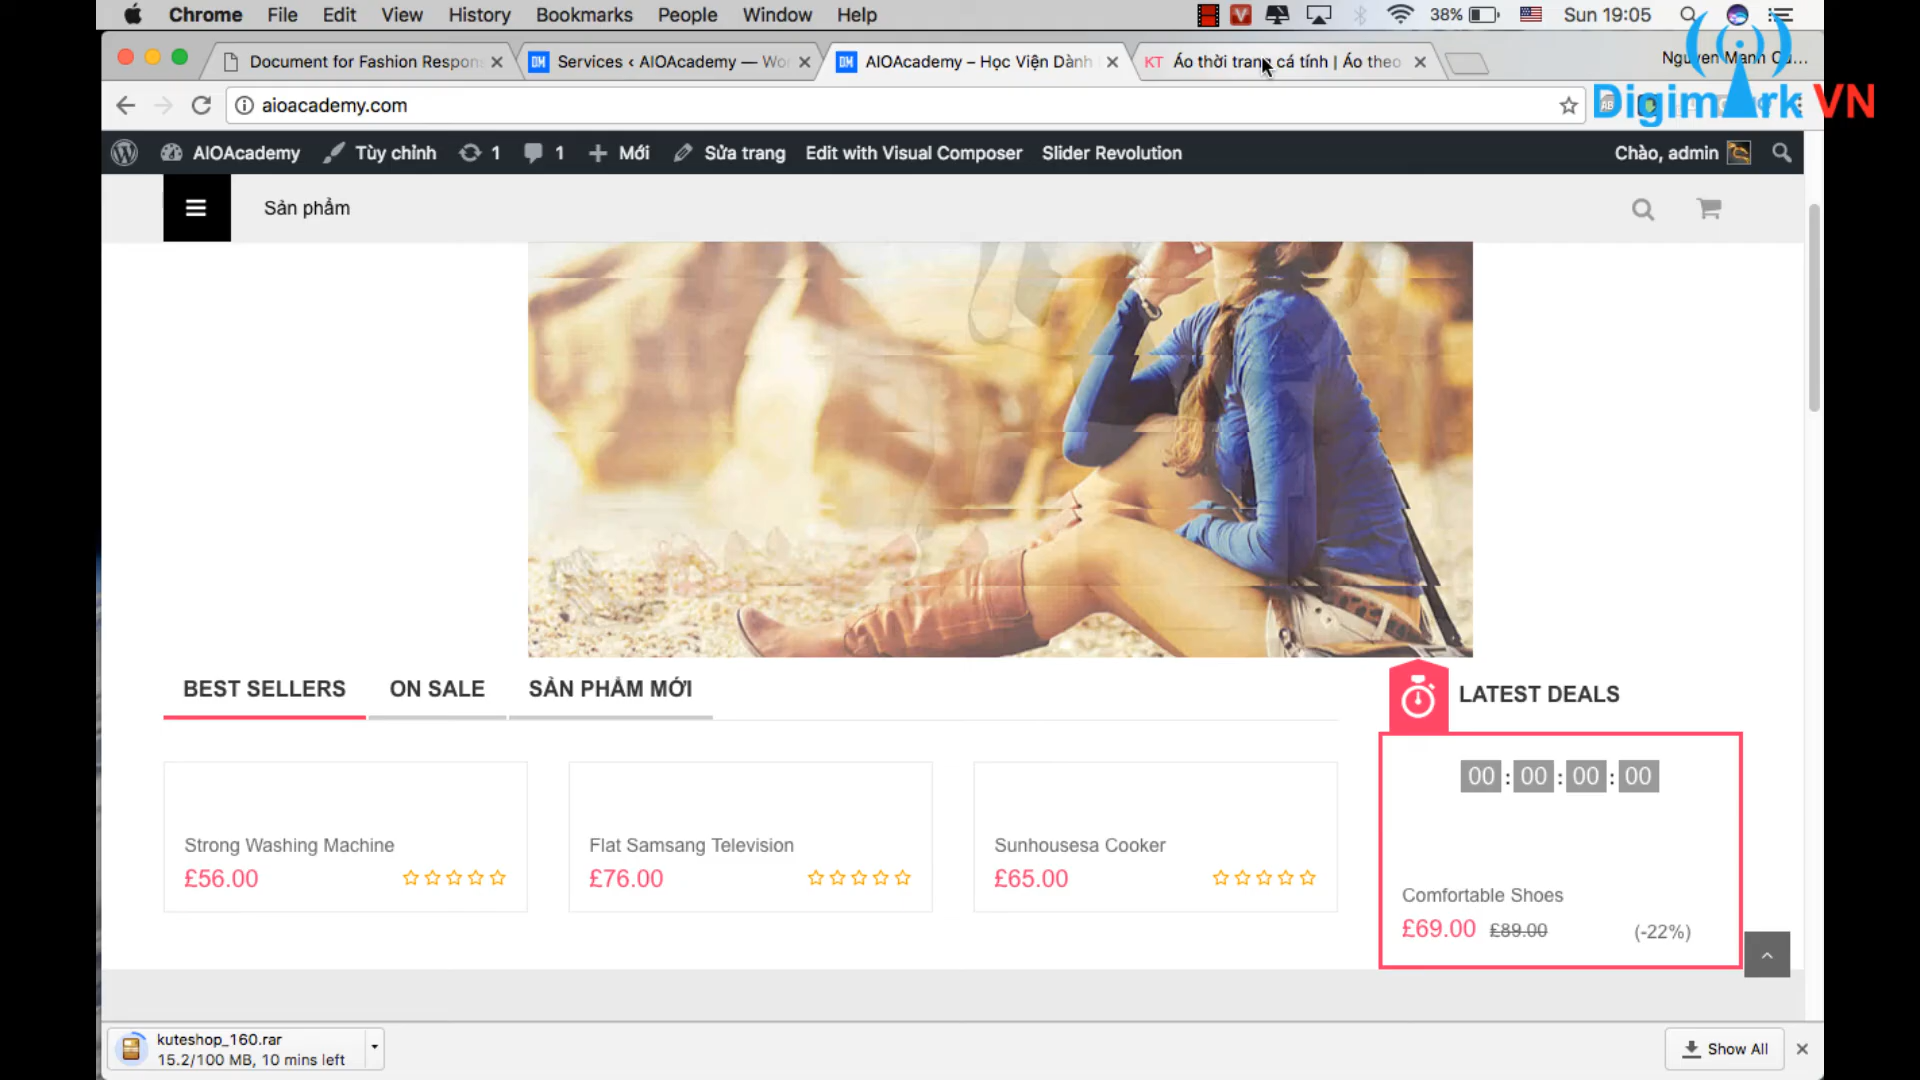 Chrome File Edit View History Bookmarks People Window Help 38% Sun 19:05
Document for Fashion Respon
Services ‹ AIOAcademy — Wo
AIOAcademy – Học Viện Dành
KT Áo thời trang cá tính | Áo theo
aioacademy.com
Digimark VN
AIOAcademy Tùy chỉnh 1 1 Mới Sửa trang Edit with Visual Composer Slider Revolution Chào, admin
Sản phẩm
BEST SELLERS ON SALE SẢN PHẨM MỚI
LATEST DEALS
00 : 00 : 00 : 00
Strong Washing Machine
£56.00
Flat Samsang Television
£76.00
Sunhousesa Cooker
£65.00
Comfortable Shoes
£69.00 £89.00 (-22%)
kuteshop_160.rar
15.2/100 MB, 10 mins left
Show All